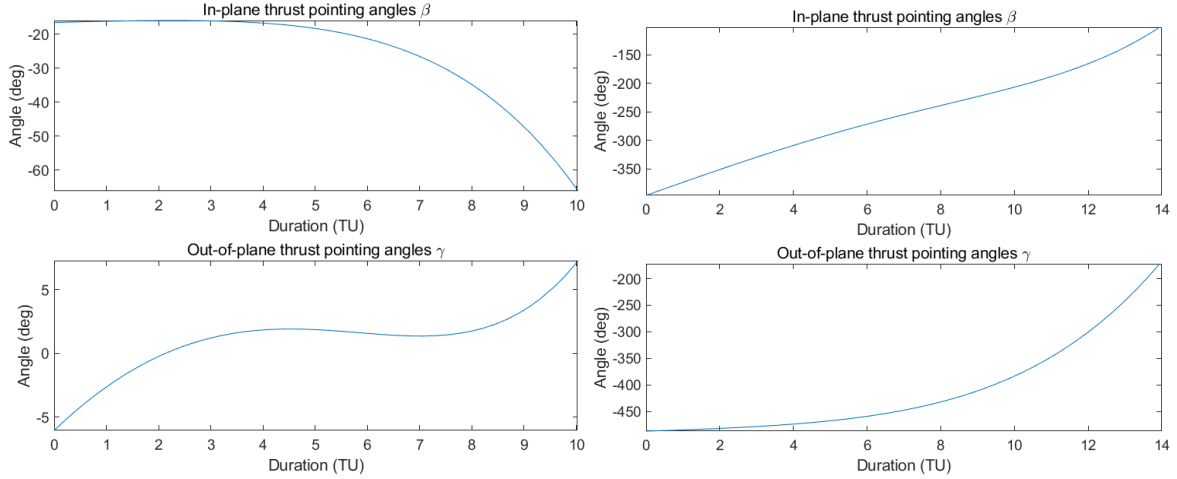 In-plane thrust pointing angles β
Angle (deg)
-20
-30
-40
-50
-60
0 1 2 3 4 5 6 7 8 9 10
Duration (TU)
In-plane thrust pointing angles β
Angle (deg)
-150
-200
-250
-300
-350
0 2 4 6 8 10 12 14
Duration (TU)
Out-of-plane thrust pointing angles γ
Angle (deg)
5
0
-5
0 1 2 3 4 5 6 7 8 9 10
Duration (TU)
Out-of-plane thrust pointing angles γ
Angle (deg)
-200
-250
-300
-350
-400
-450
0 2 4 6 8 10 12 14
Duration (TU)